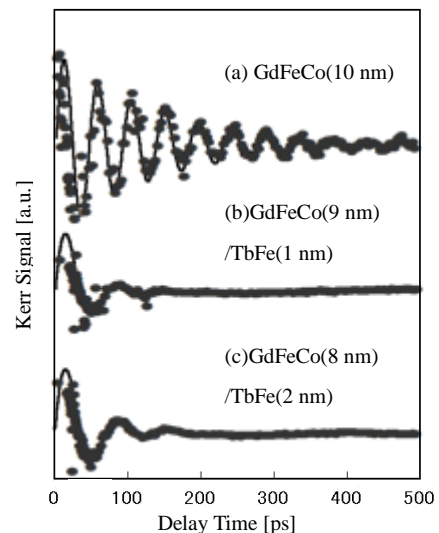 (a) GdFeCo(10 nm)
(b)GdFeCo(9 nm)
/TbFe(1 nm)
(c)GdFeCo(8 nm)
/TbFe(2 nm)
Kerr Signal [a.u.]
0 100 200 300 400 500
Delay Time [ps]